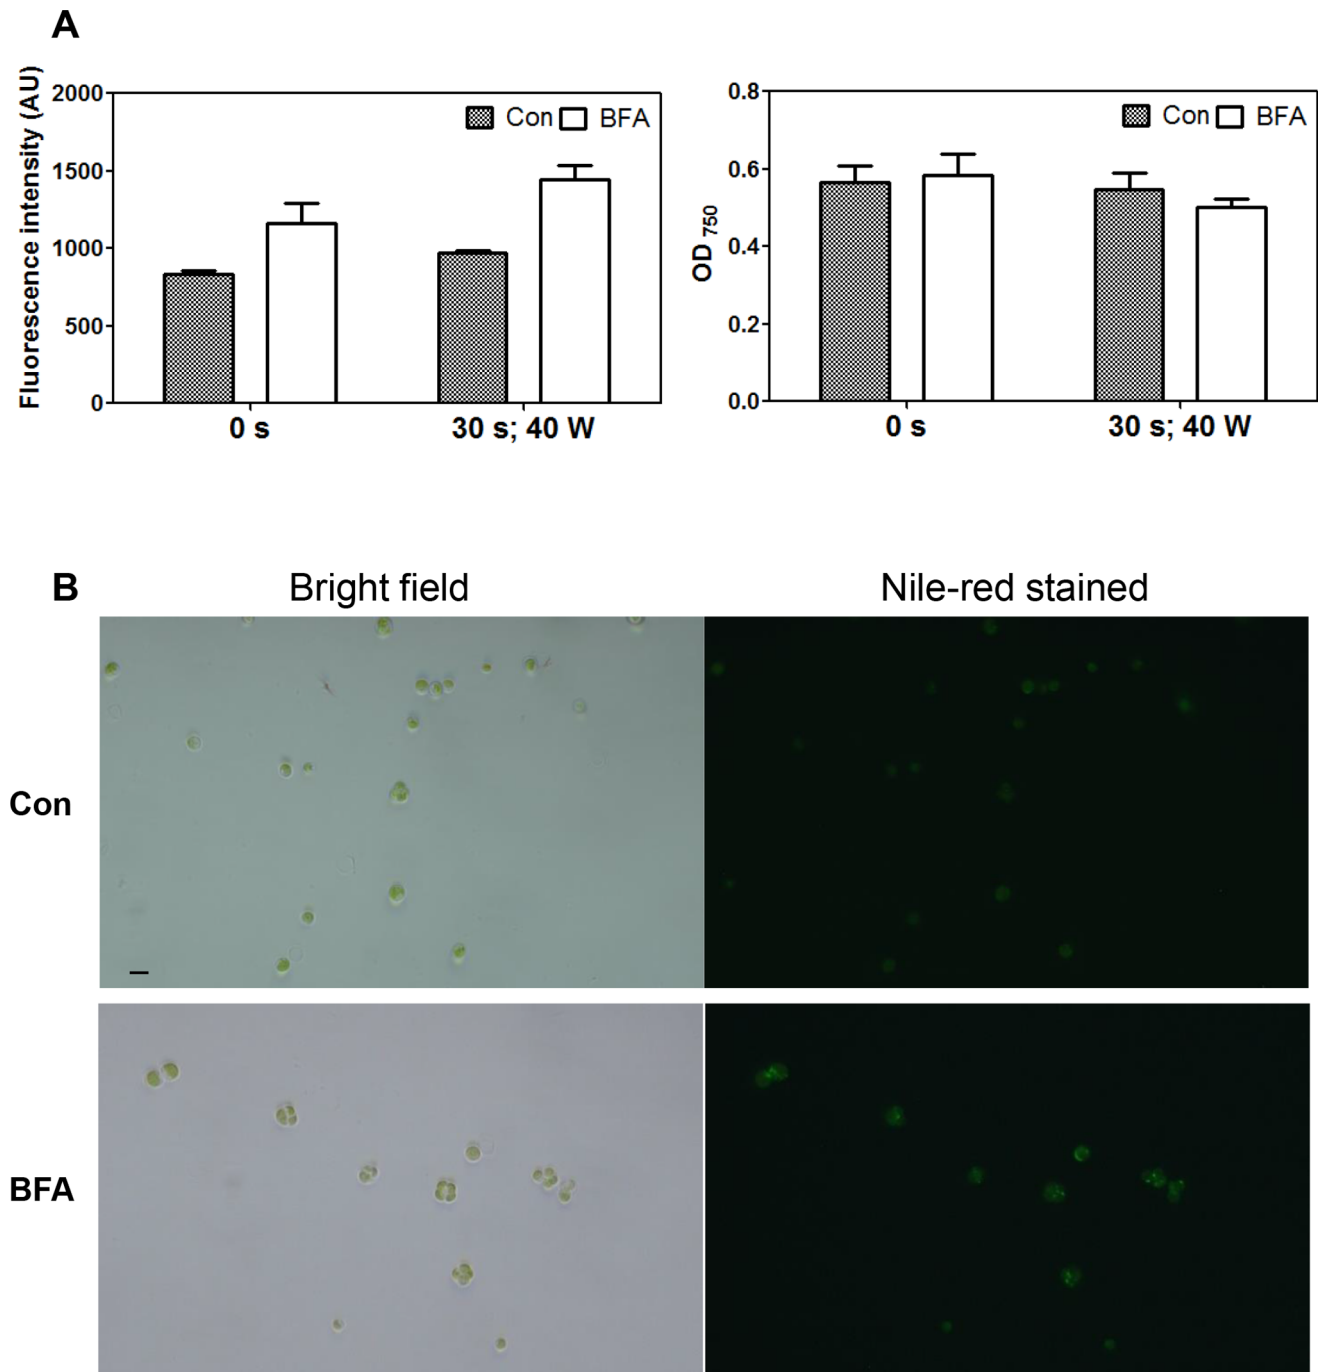 A
Fluorescence intensity (AU)
2000
1500
1000
500
0
Con BFA
0 s
30 s; 40 W
OD 750
0.8
0.6
0.4
0.2
0.0
Con BFA
0 s
30 s; 40 W
B
Bright field
Nile-red stained
Con
BFA